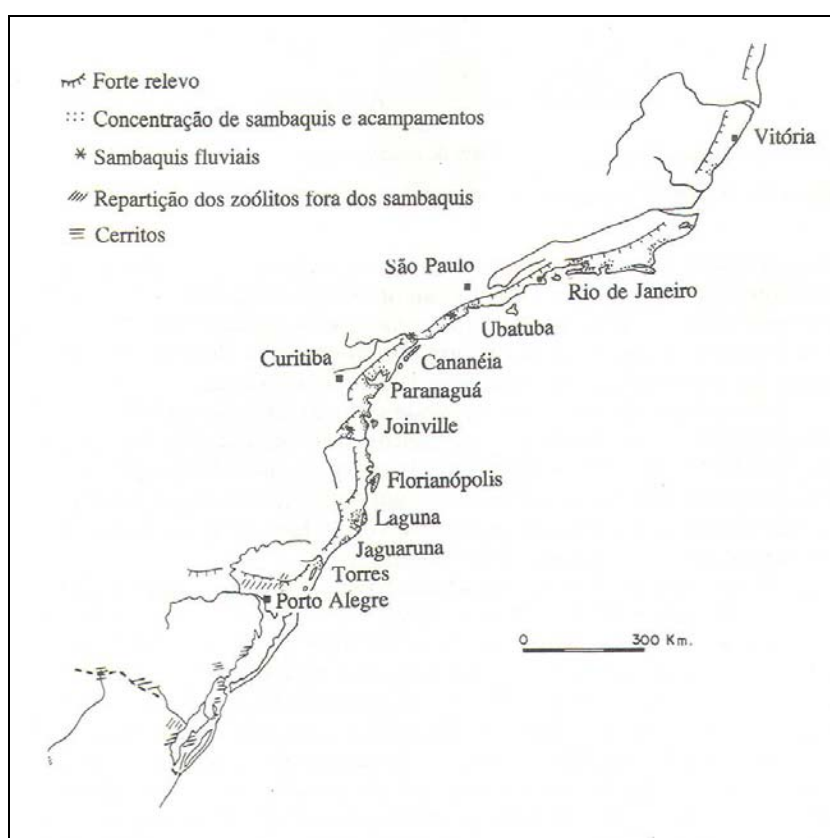 Forte relevo
Concentração de sambaquis e acampamentos
Sambaquis fluviais
Repartição dos zoólitos fora dos sambaquis
Cerritos
Vitória
São Paulo
Rio de Janeiro
Ubatuba
Curitiba
Cananéia
Paranaguá
Joinville
Florianópolis
Laguna
Jaguaruna
Torres
Porto Alegre
0 300 Km.